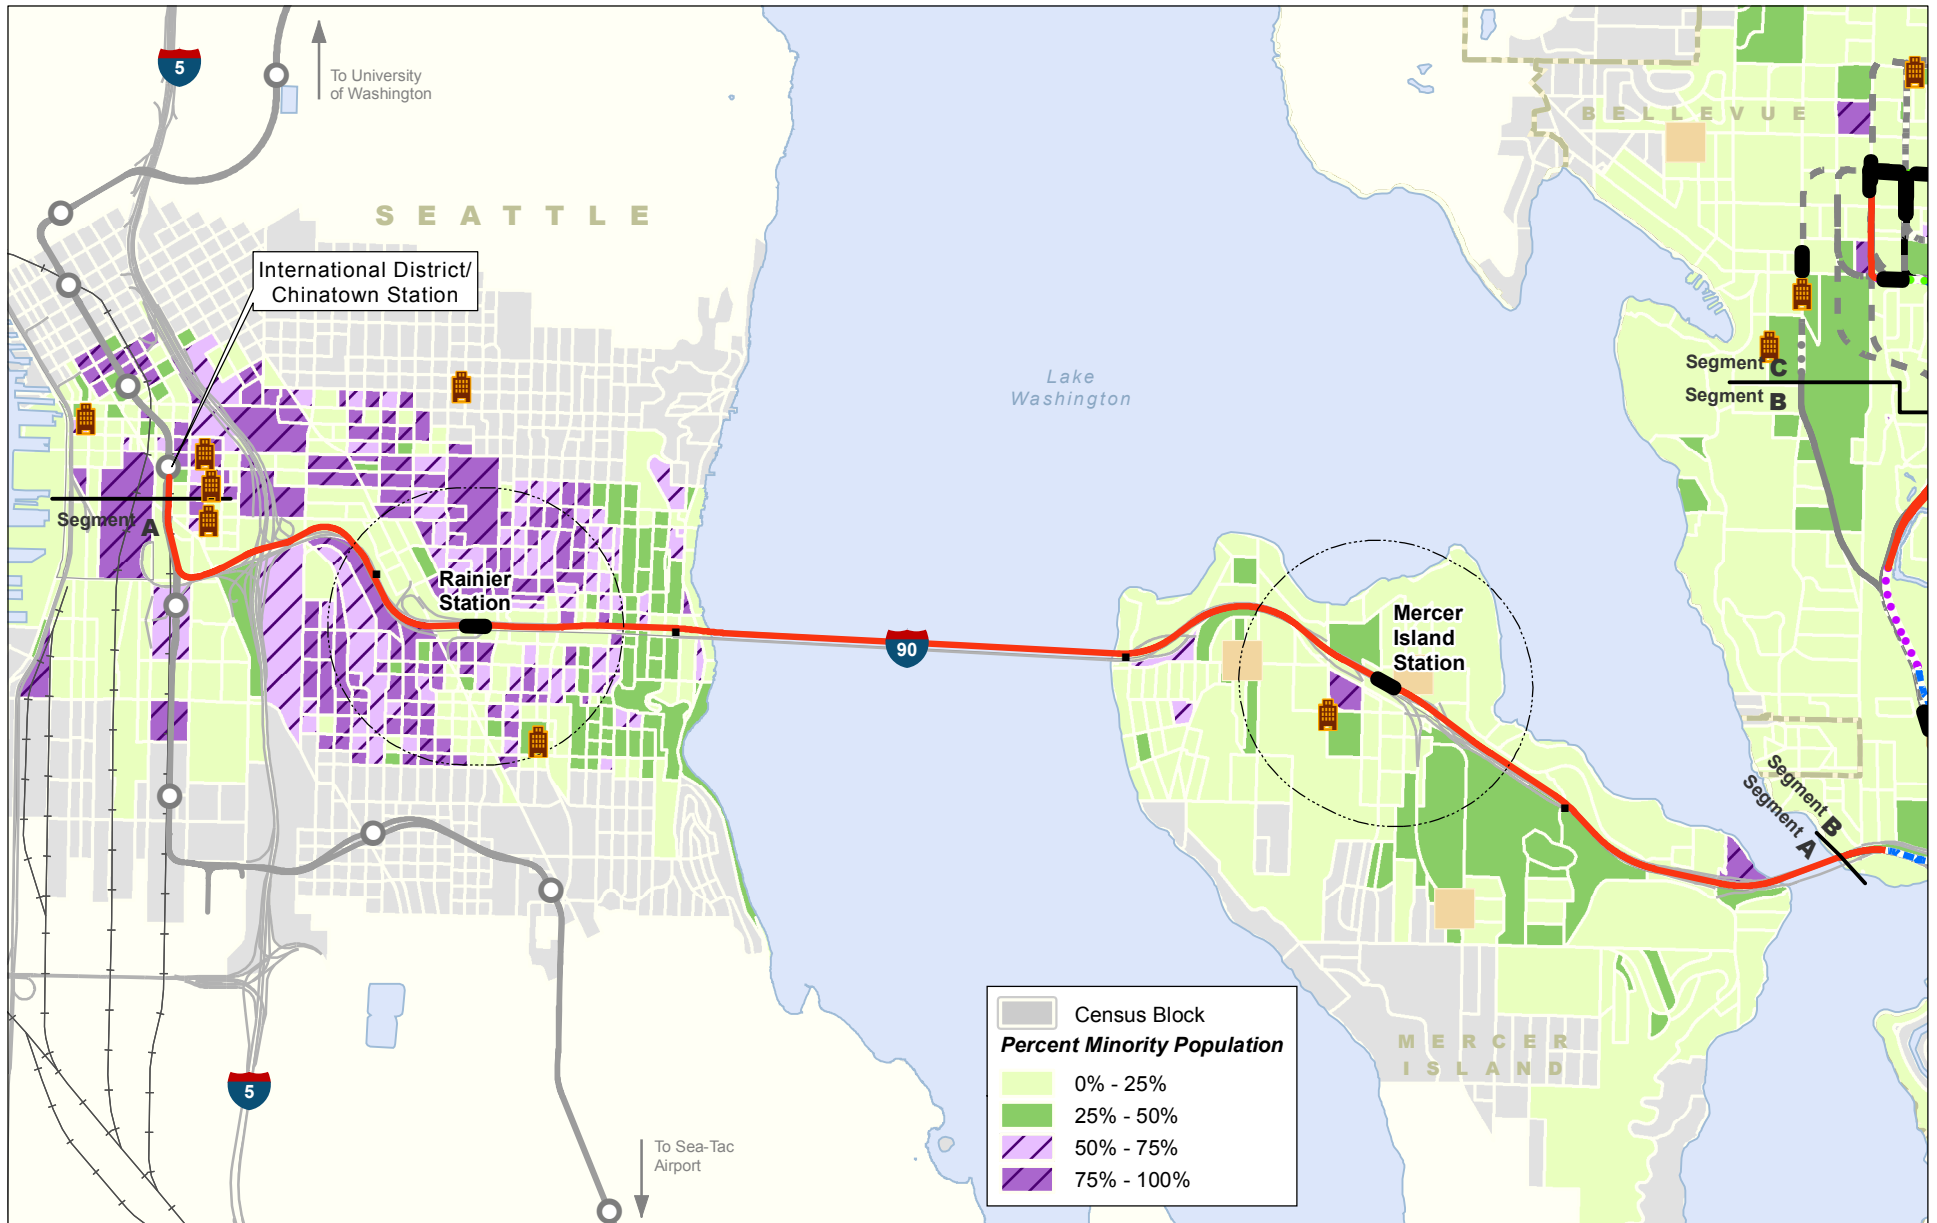 5
To University
of Washington
SEATTLE
BELLEVUE
International District/
Chinatown Station
Lake
Washington
Segment C
Segment B
Segment A
Rainier
Station
90
Mercer
Island
Station
Segment B
Segment A
MERCER
ISLAND
5
To Sea-Tac
Airport
Census Block
Percent Minority Population
0% - 25%
25% - 50%
50% - 75%
75% - 100%